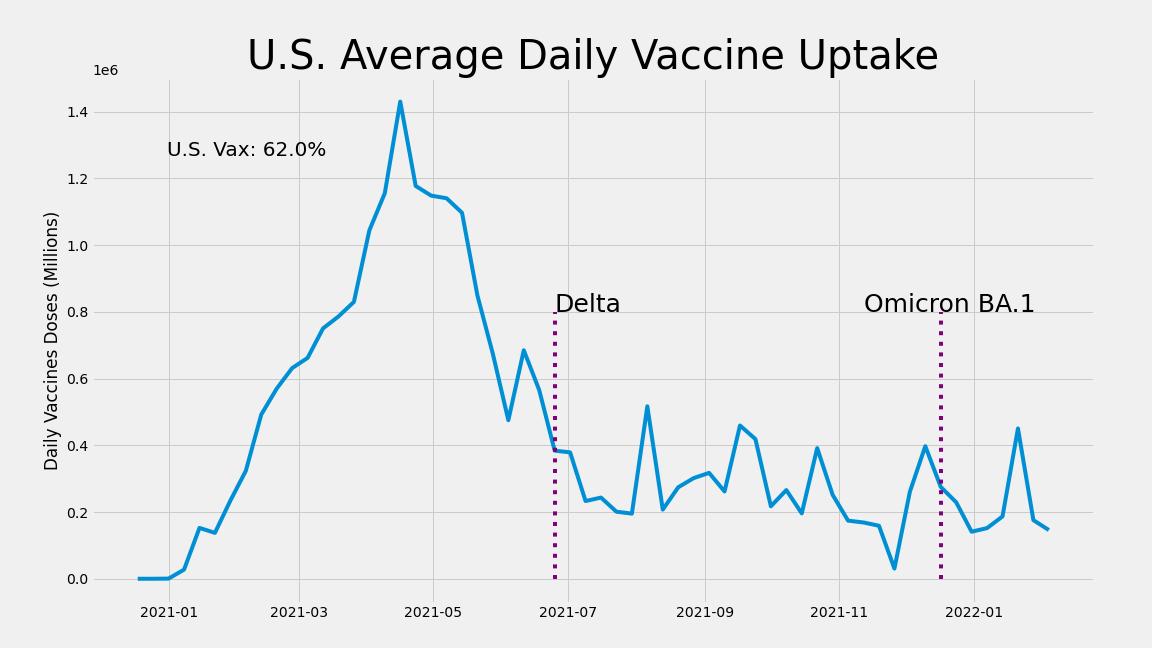 U.S. Average Daily Vaccine Uptake
1e6
1.4
U.S. Vax: 62.0%
1.2
1.0
Daily Vaccines Doses (Millions)
0.8
Delta
Omicron BA.1
0.6
0.4
0.2
0.0
2021-01 2021-03 2021-05 2021-07 2021-09 2021-11 2022-01